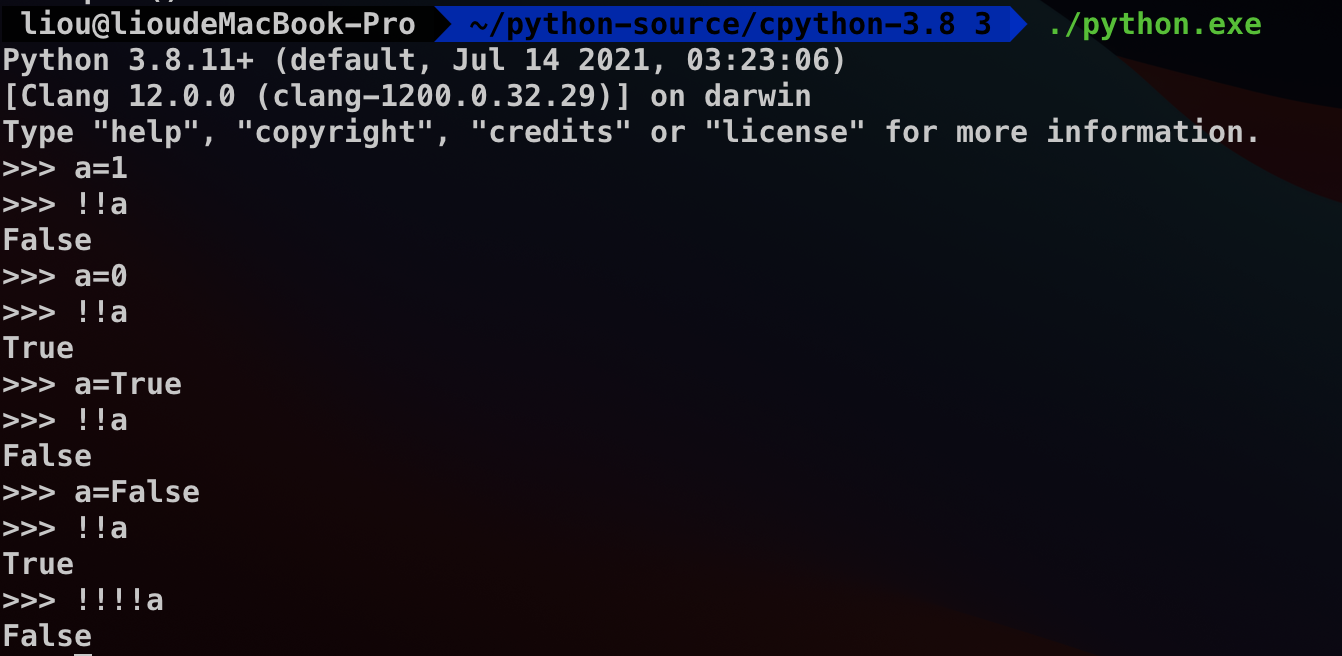 liou@lioudeMacBook-Pro ~/python-source/cpython-3.8 3 ./python.exe
Python 3.8.11+ (default, Jul 14 2021, 03:23:06)
[Clang 12.0.0 (clang-1200.0.32.29)] on darwin
Type "help", "copyright", "credits" or "license" for more information.
>>> a=1
>>> !!a
False
>>> a=0
>>> !!a
True
>>> a=True
>>> !!a
False
>>> a=False
>>> !!a
True
>>> !!!!a
False